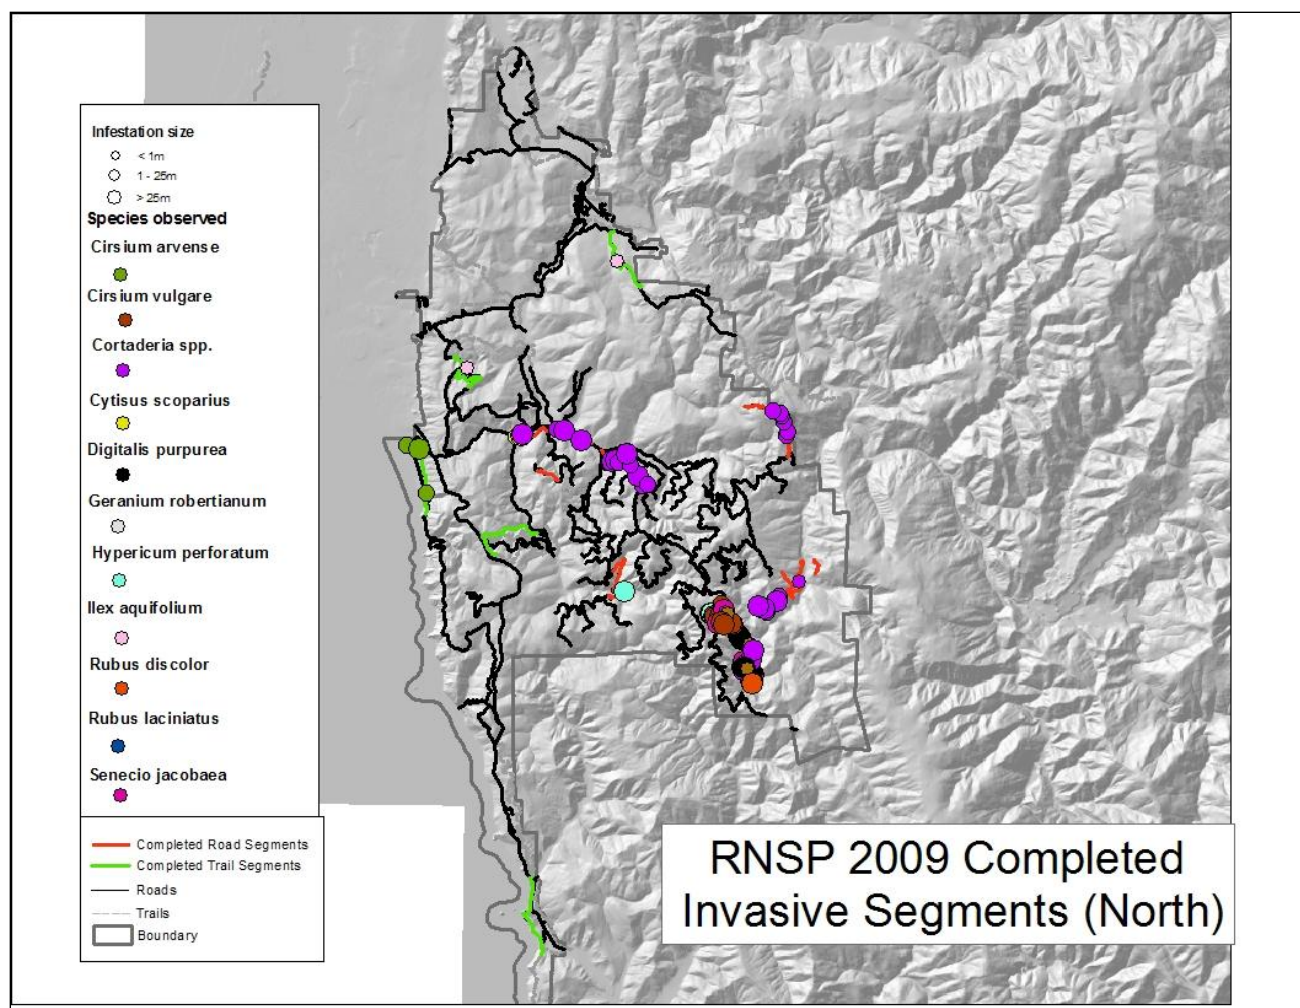 Infestation size
< 1m
1 - 25m
> 25m
Species observed
Cirsium arvense
Cirsium vulgare
Cortaderia spp.
Cytisus scoparius
Digitalis purpurea
Geranium robertianum
Hypericum perforatum
Ilex aquifolium
Rubus discolor
Rubus laciniatus
Senecio jacobaea
Completed Road Segments
Completed Trail Segments
Roads
Trails
Boundary
RNSP 2009 Completed
Invasive Segments (North)